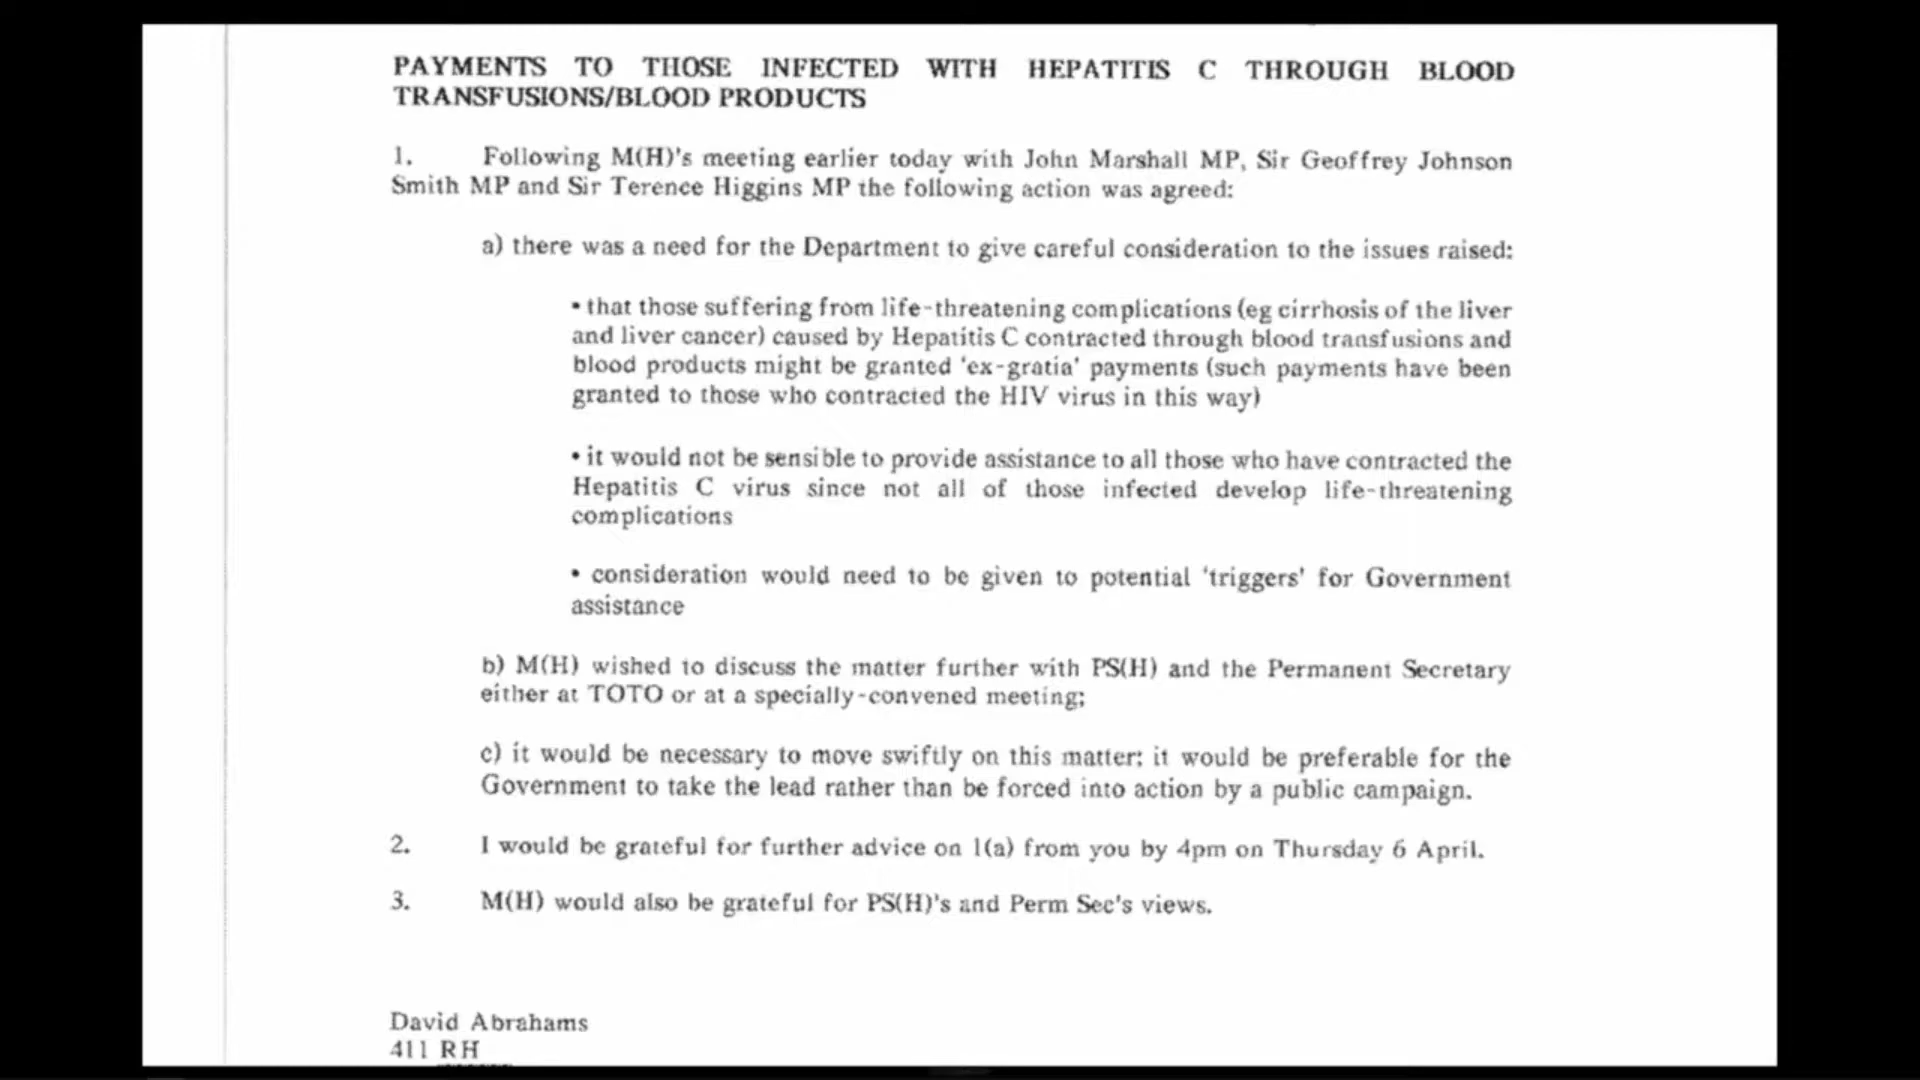 PAYMENTS TO THOSE INFECTED WITH HEPATITIS C THROUGH BLOOD
TRANSFUSIONS/BLOOD PRODUCTS
1. Following M(H)'s meeting earlier today with John Marshall MP, Sir Geoffrey Johnson
Smith MP and Sir Terence Higgins MP the following action was agreed:
a) there was a need for the Department to give careful consideration to the issues raised:
• that those suffering from life-threatening complications (eg cirrhosis of the liver
and liver cancer) caused by Hepatitis C contracted through blood transfusions and
blood products might be granted 'ex-gratia' payments (such payments have been
granted to those who contracted the HIV virus in this way)
• it would not be sensible to provide assistance to all those who have contracted the
Hepatitis C virus since not all of those infected develop life-threatening
complications
• consideration would need to be given to potential 'triggers' for Government
assistance
b) M(H) wished to discuss the matter further with PS(H) and the Permanent Secretary
either at TOTO or at a specially-convened meeting;
c) it would be necessary to move swiftly on this matter: it would be preferable for the
Government to take the lead rather than be forced into action by a public campaign.
2. I would be grateful for further advice on 1(a) from you by 4pm on Thursday 6 April.
3. M(H) would also be grateful for PS(H)'s and Perm Sec's views.
David Abrahams
411 RH